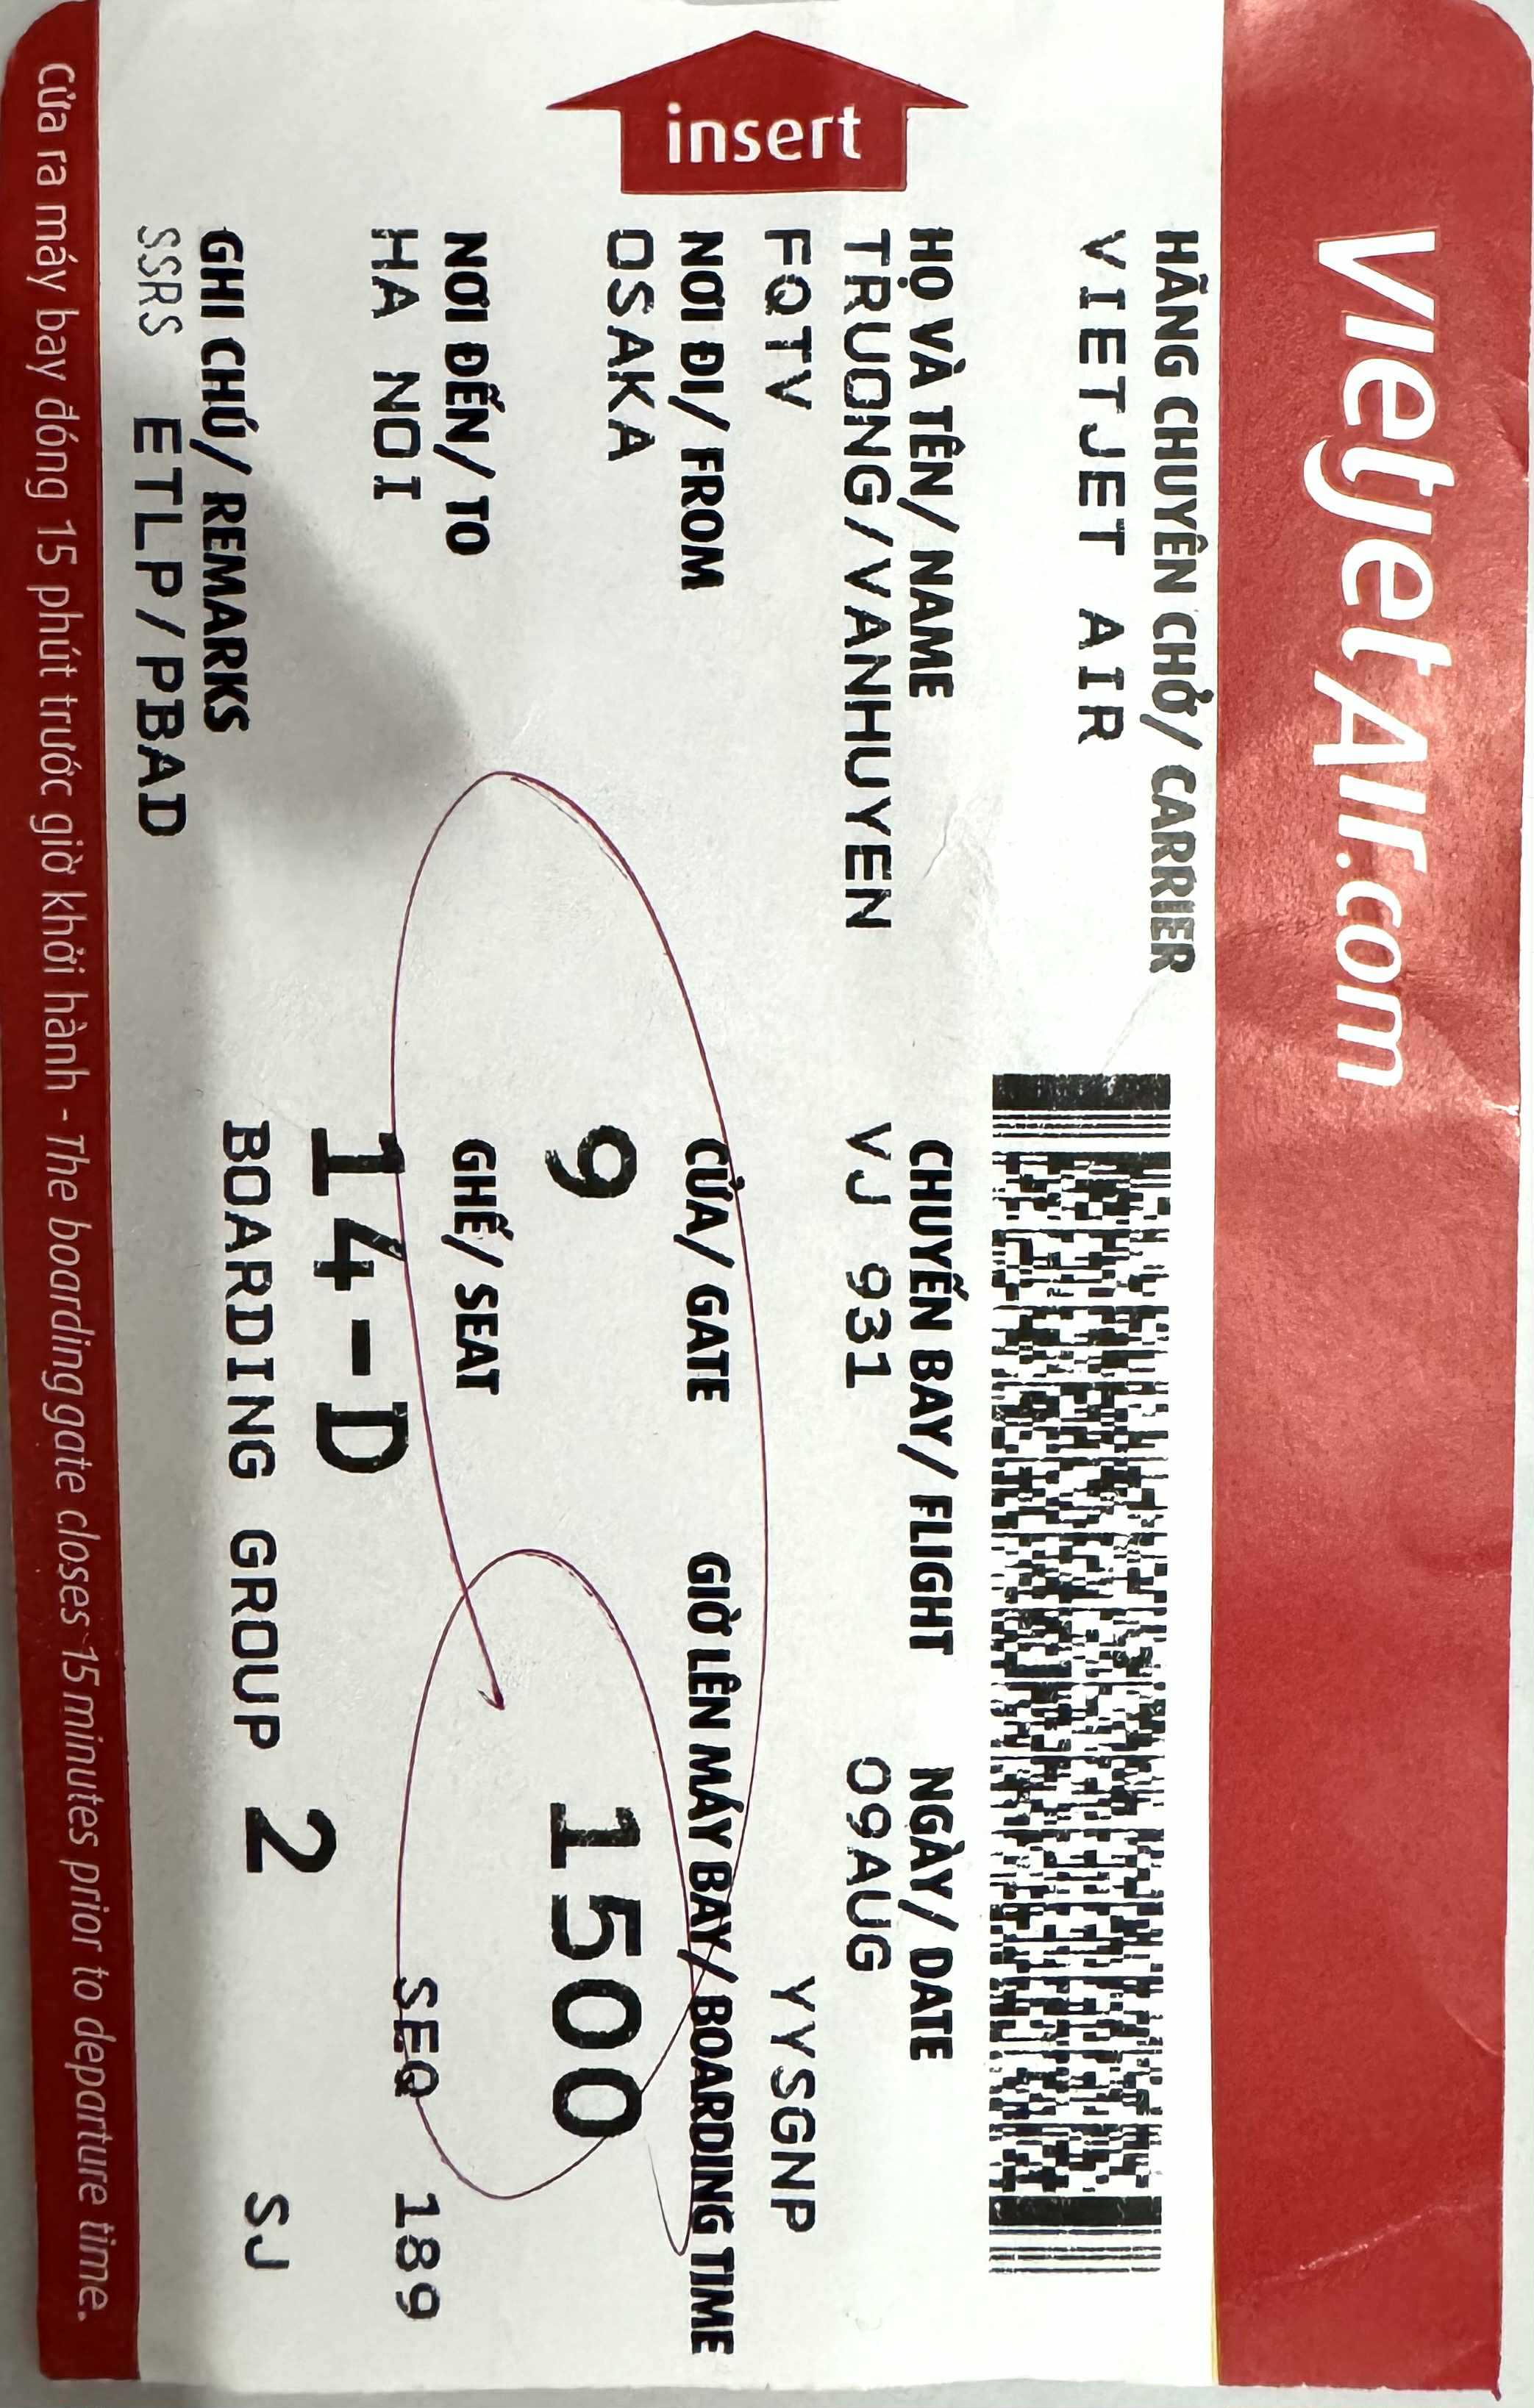 vietjetAir.com
HÃNG CHUYÊN CHỞ/ CARRIER
VIETJET AIR
insert
HỌ VÀ TÊN/ NAME CHUYẾN BAY/ FLIGHT NGÀY/ DATE
TRUONG/VANHUYEN VJ 931 09AUG
FQTV YYSGNP
NƠI ĐI/ FROM CỬA/ GATE GIỜ LÊN MÁY BAY/ BOARDING TIME
OSAKA 9 1500
NƠI ĐẾN/ TO GHẾ/ SEAT
HA NOI 14-D SEQ 189
GHI CHÚ/ REMARKS BOARDING GROUP 2 SJ
SSRS ETLP/PBAD
Cửa ra máy bay đóng 15 phút trước giờ khởi hành - The boarding gate closes 15 minutes prior to departure time.